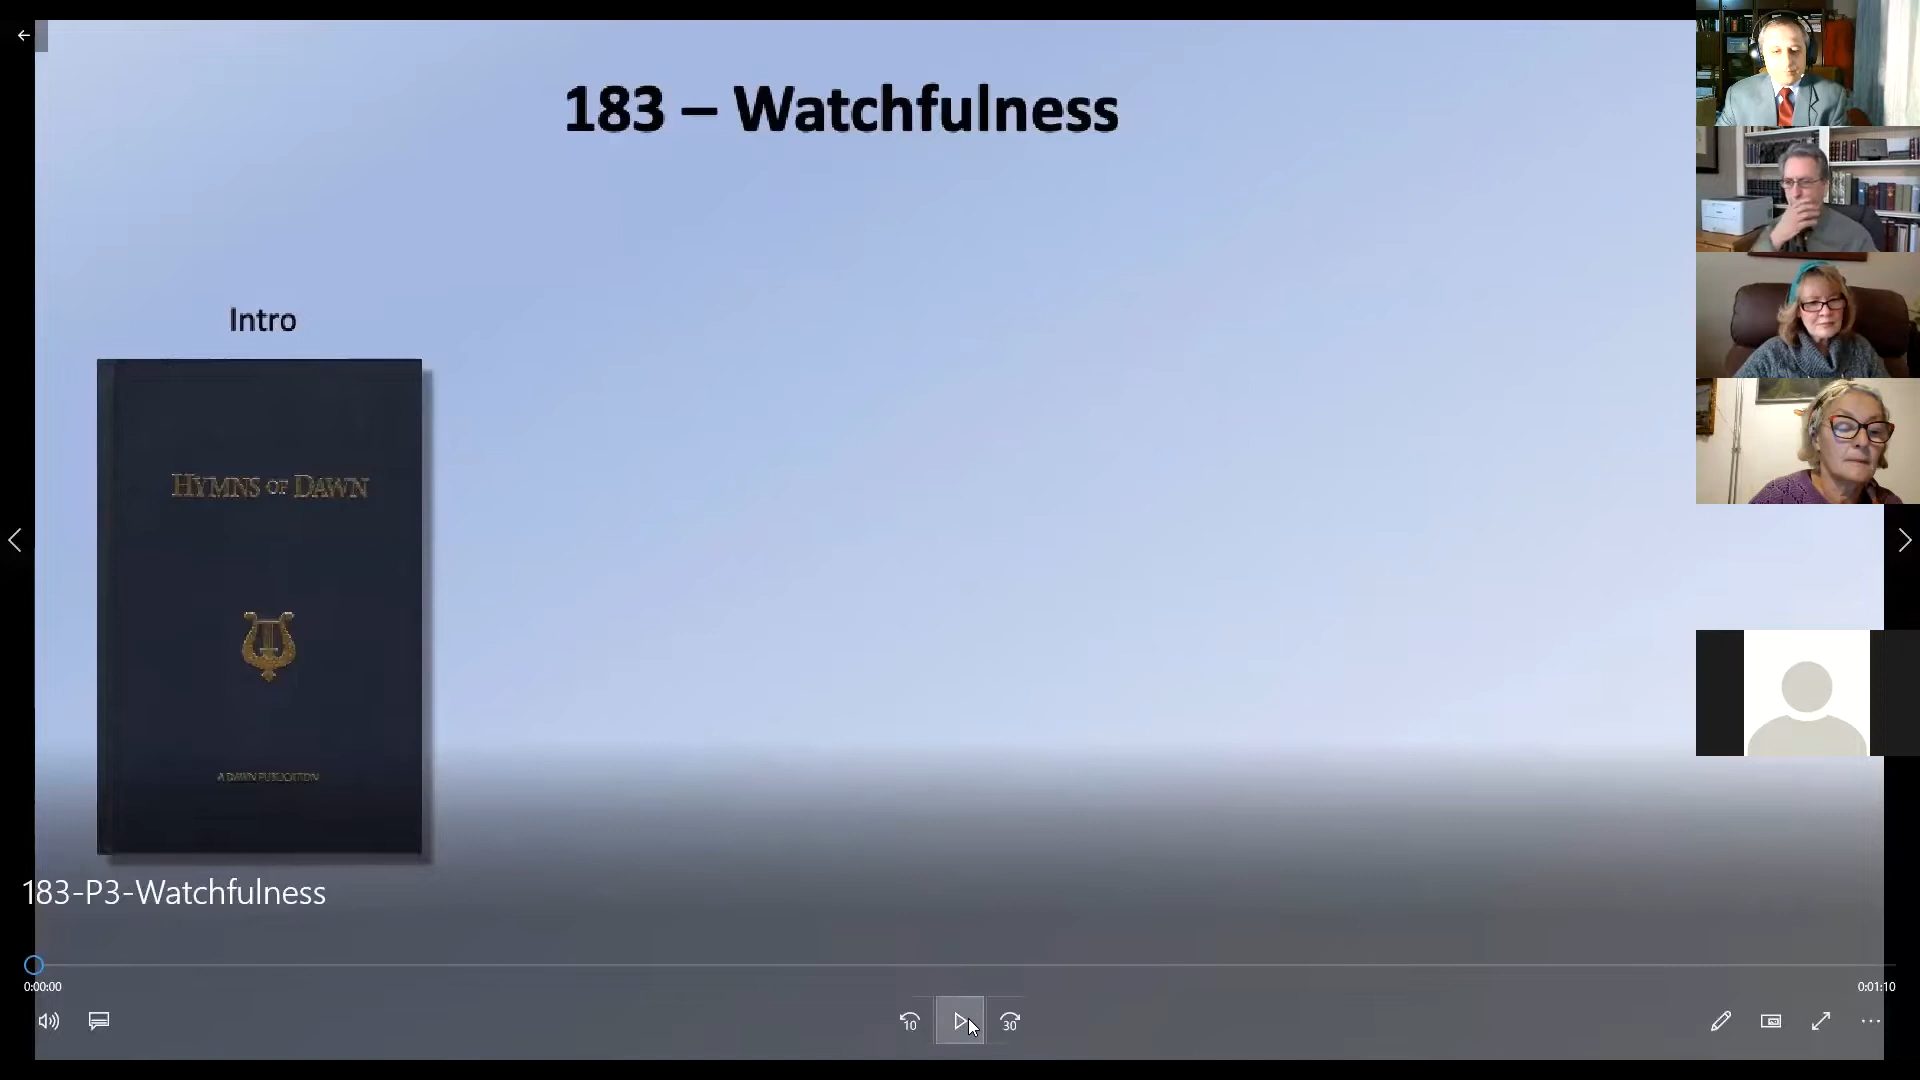 183 – Watchfulness
Intro
HYMNS OF DAWN
A DAWN PUBLICATION
183-P3-Watchfulness
0:00:00
0:01:10
10
30